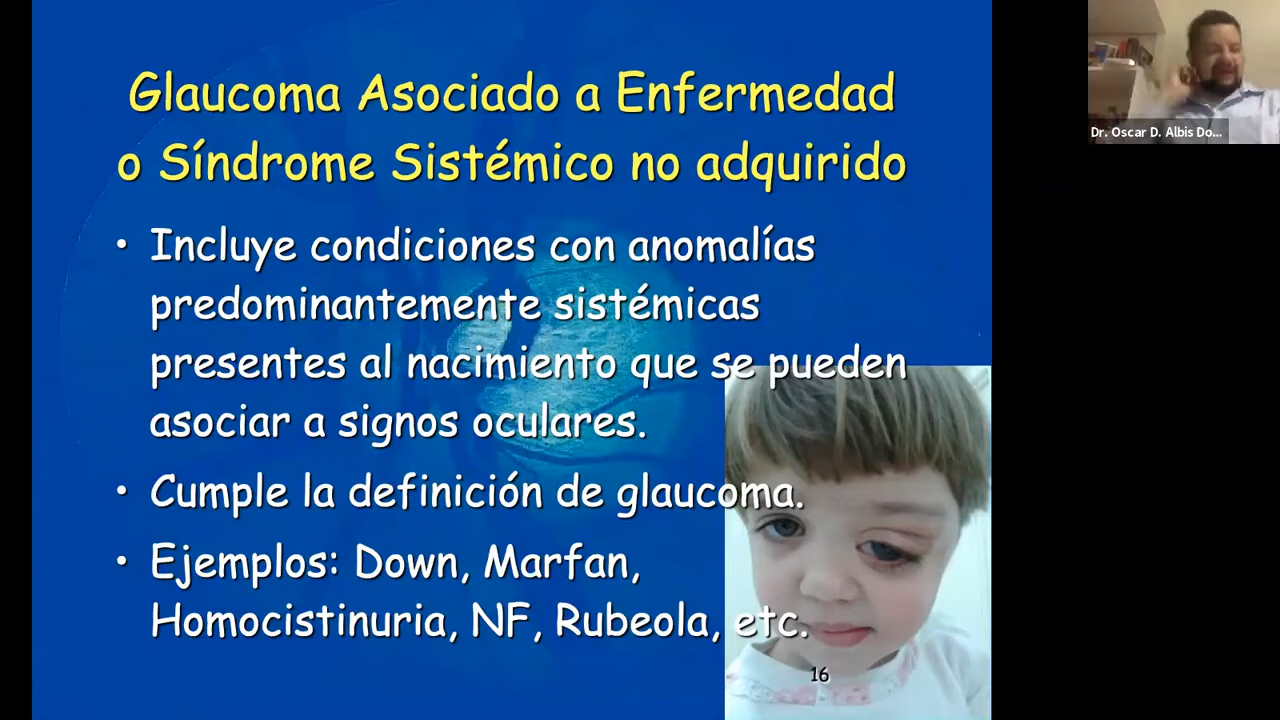 Glaucoma Asociado a Enfermedad
o Síndrome Sistémico no adquirido
• Incluye condiciones con anomalías
predominantemente sistémicas
presentes al nacimiento que se pueden
asociar a signos oculares.
• Cumple la definición de glaucoma.
• Ejemplos: Down, Marfan,
Homocistinuria, NF, Rubeola, etc.
16
Dr. Oscar D. Albis Do...